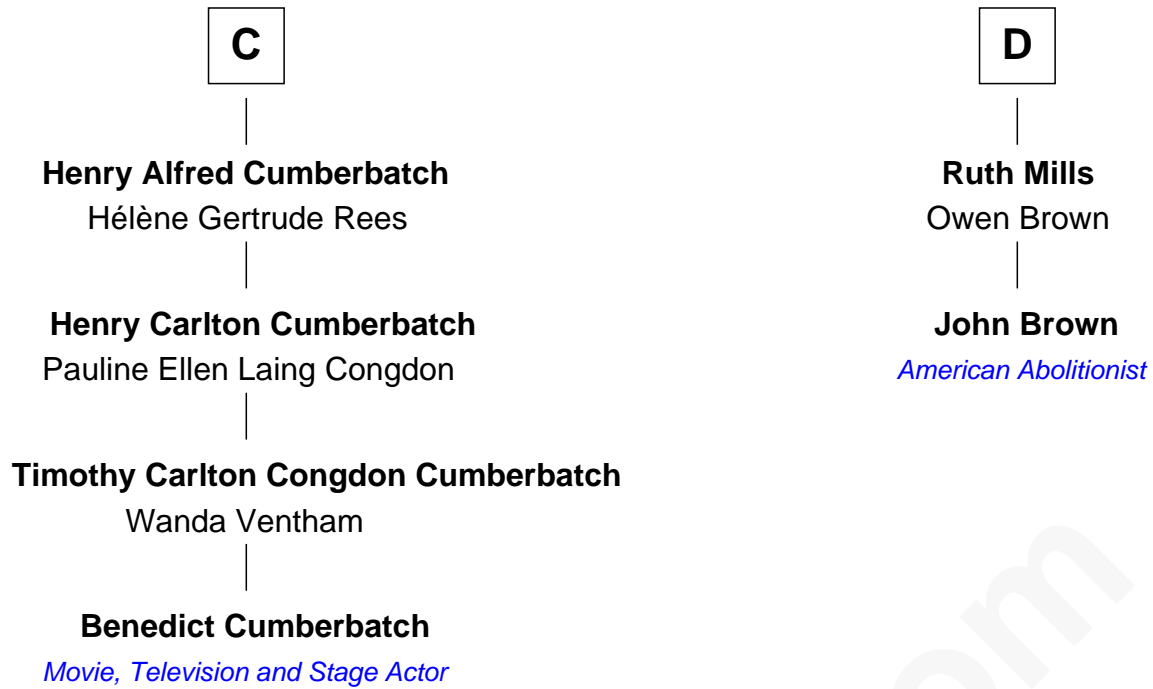 C
Henry Alfred Cumberbatch
Hélène Gertrude Rees
Henry Carlton Cumberbatch
Pauline Ellen Laing Congdon
Timothy Carlton Congdon Cumberbatch
Wanda Ventham
Benedict Cumberbatch
Movie, Television and Stage Actor
D
Ruth Mills
Owen Brown
John Brown
American Abolitionist
om